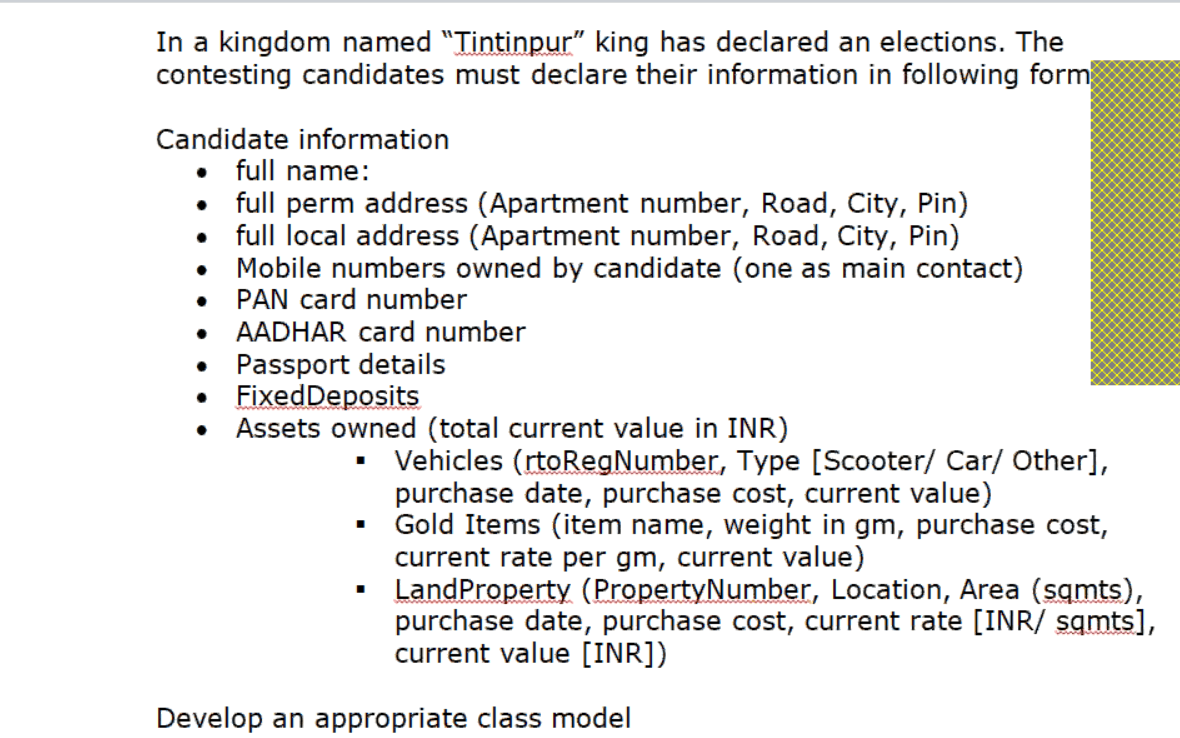 In a kingdom named “Tintinpur” king has declared an elections. The
contesting candidates must declare their information in following form
Candidate information
• full name:
• full perm address (Apartment number, Road, City, Pin)
• full local address (Apartment number, Road, City, Pin)
• Mobile numbers owned by candidate (one as main contact)
• PAN card number
• AADHAR card number
• Passport details
• FixedDeposits
• Assets owned (total current value in INR)
▪ Vehicles (rtoRegNumber, Type [Scooter/ Car/ Other],
purchase date, purchase cost, current value)
▪ Gold Items (item name, weight in gm, purchase cost,
current rate per gm, current value)
▪ LandProperty (PropertyNumber, Location, Area (sqmts),
purchase date, purchase cost, current rate [INR/ sqmts],
current value [INR])
Develop an appropriate class model